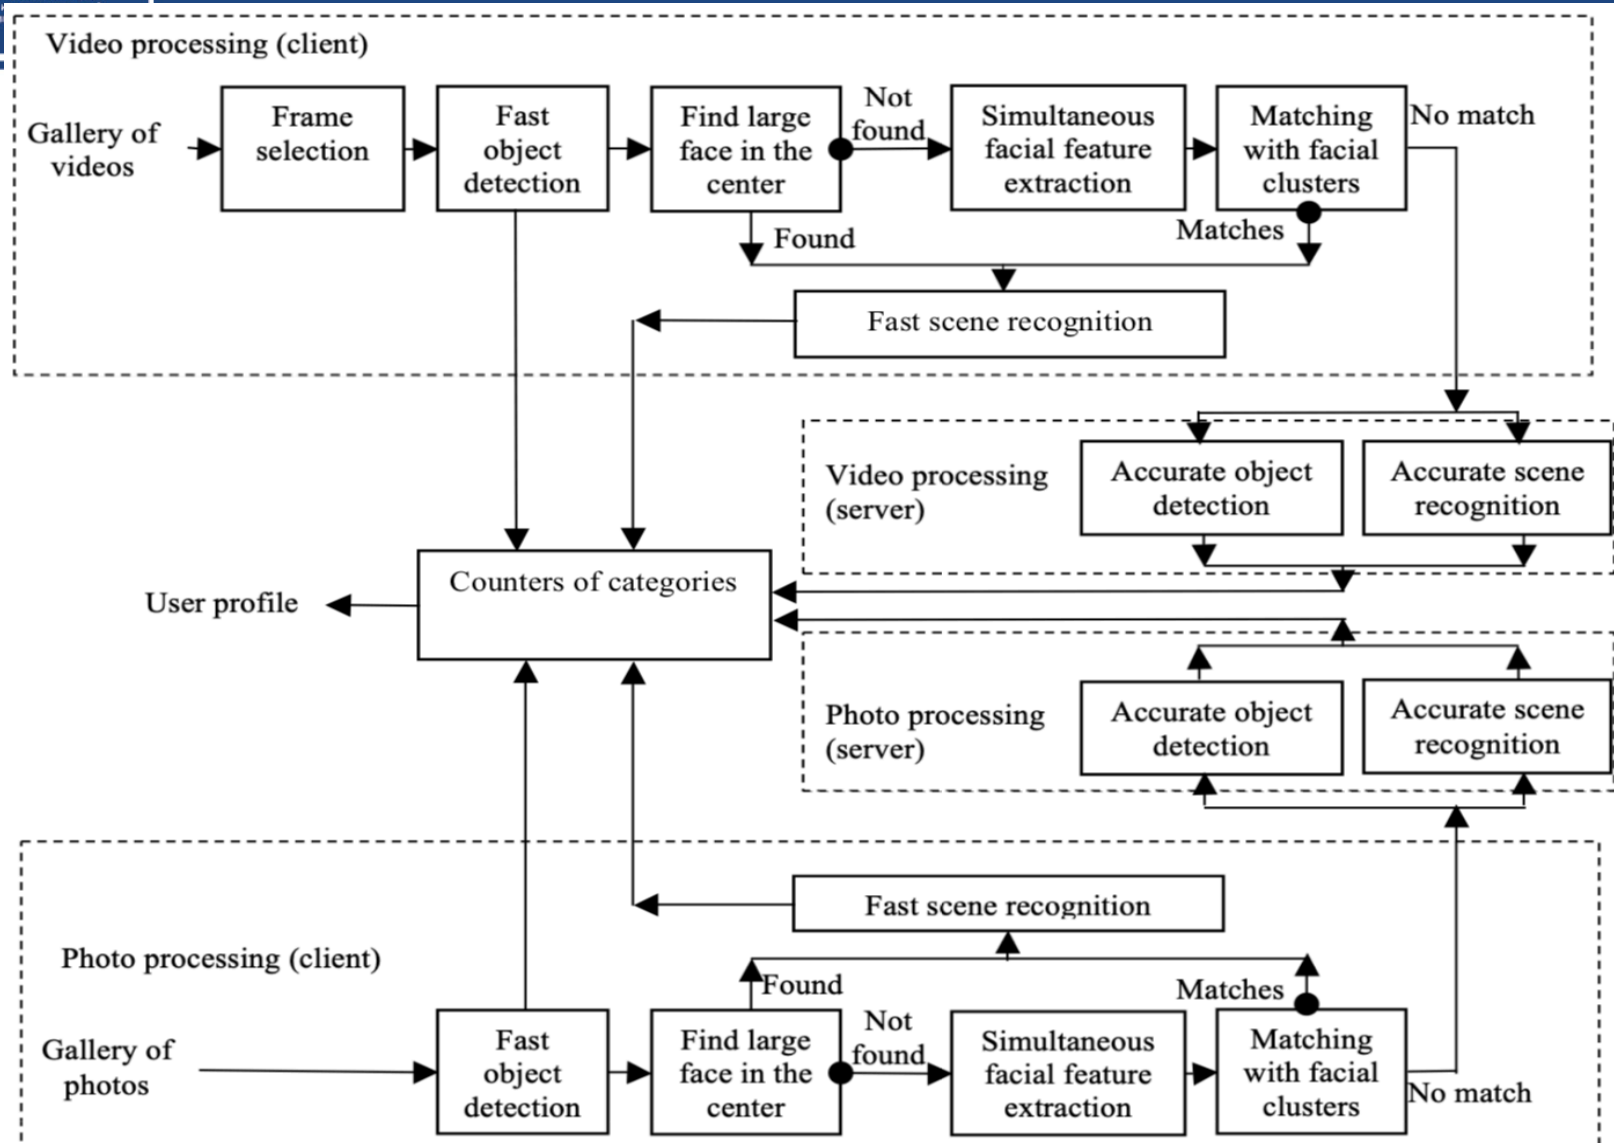 Video processing (client)
Gallery of
videos
Frame
selection
Fast
object
detection
Find large
face in the
center
Not
found
Simultaneous
facial feature
extraction
Matching
with facial
clusters
No match
Found
Matches
Fast scene recognition
Video processing
(server)
Accurate object
detection
Accurate scene
recognition
User profile
Counters of categories
Photo processing
(server)
Accurate object
detection
Accurate scene
recognition
Fast scene recognition
Photo processing (client)
Found
Matches
Gallery of
photos
Fast
object
detection
Find large
face in the
center
Not
found
Simultaneous
facial feature
extraction
Matching
with facial
clusters
No match